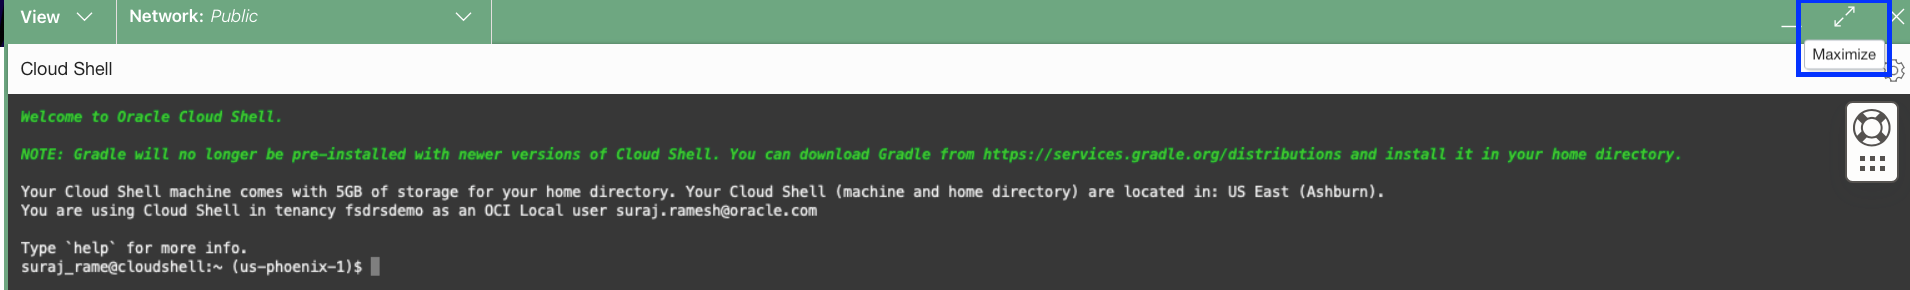 View Network: Public
Maximize
Cloud Shell
Welcome to Oracle Cloud Shell.
NOTE: Gradle will no longer be pre-installed with newer versions of Cloud Shell. You can download Gradle from https://services.gradle.org/distributions and install it in your home directory.
Your Cloud Shell machine comes with 5GB of storage for your home directory. Your Cloud Shell (machine and home directory) are located in: US East (Ashburn).
You are using Cloud Shell in tenancy fsdrsdemo as an OCI Local user suraj.ramesh@oracle.com
Type `help` for more info.
suraj_rame@cloudshell:~ (us-phoenix-1)$